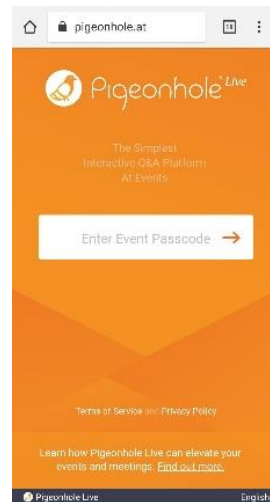 pigeonhole.at
18
Pigeonhole Live
The Simplest
Interactive Q&A Platform
At Events
Enter Event Passcode
Terms of Service and Privacy Policy
Learn how Pigeonhole Live can elevate your
events and meetings. Find out more.
Pigeonhole Live English